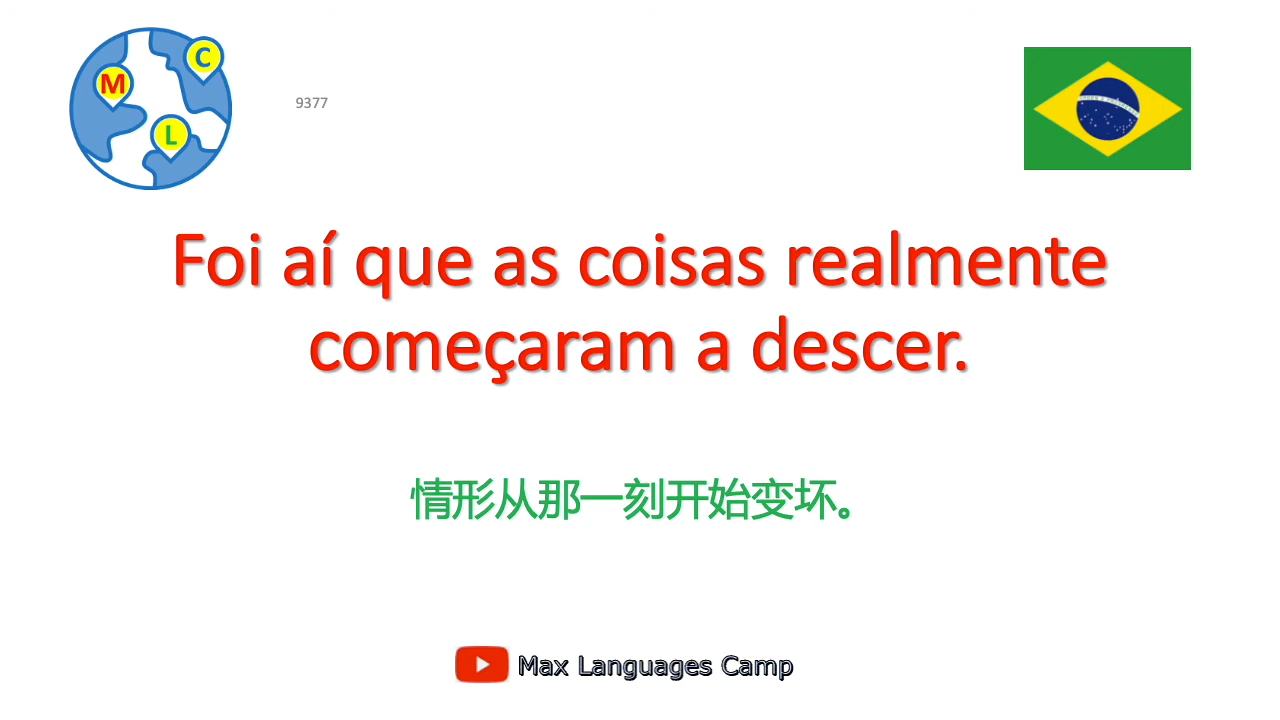 M
C
L
9377
Foi aí que as coisas realmente
começaram a descer.
情形从那一刻开始变坏。
Max Languages Camp